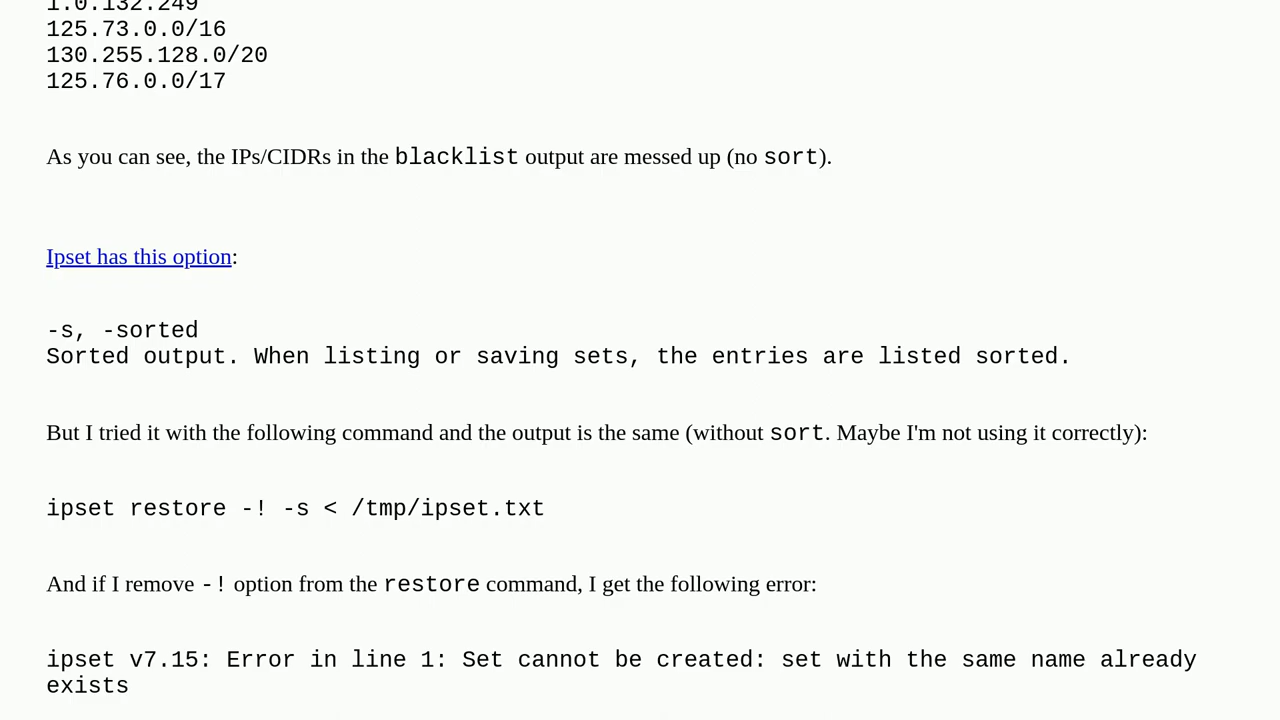 1.0.132.249
125.73.0.0/16
130.255.128.0/20
125.76.0.0/17
As you can see, the IPs/CIDRs in the blacklist output are messed up (no sort).
Ipset has this option:
-s, -sorted
Sorted output. When listing or saving sets, the entries are listed sorted.
But I tried it with the following command and the output is the same (without sort. Maybe I'm not using it correctly):
ipset restore -! -s < /tmp/ipset.txt
And if I remove -! option from the restore command, I get the following error:
ipset v7.15: Error in line 1: Set cannot be created: set with the same name already
exists